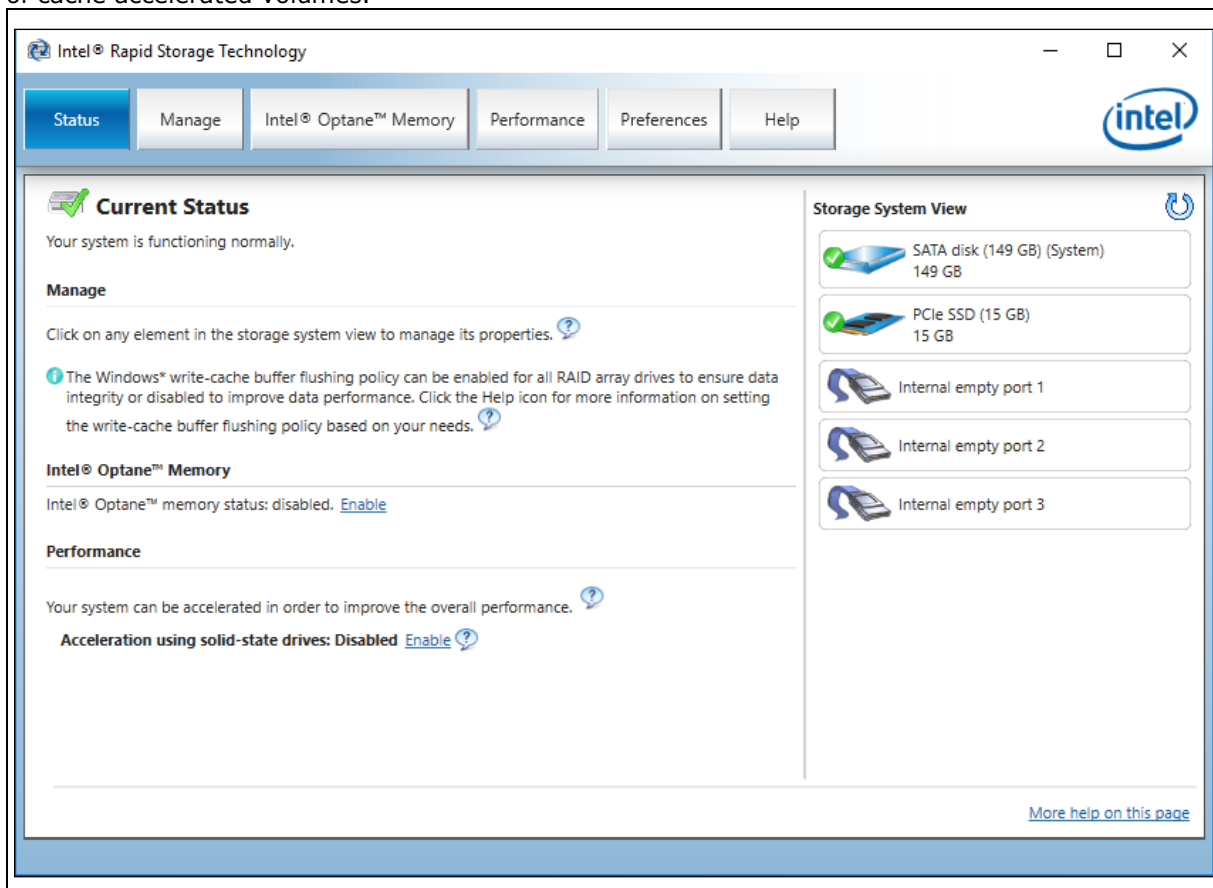 or cache accelerated volumes.
Intel® Rapid Storage Technology
Status
Manage
Intel® Optane™ Memory
Performance
Preferences
Help
intel
Current Status
Your system is functioning normally.
Manage
Click on any element in the storage system view to manage its properties.
The Windows* write-cache buffer flushing policy can be enabled for all RAID array drives to ensure data
integrity or disabled to improve data performance. Click the Help icon for more information on setting
the write-cache buffer flushing policy based on your needs.
Intel® Optane™ Memory
Intel® Optane™ memory status: disabled. Enable
Performance
Your system can be accelerated in order to improve the overall performance.
Acceleration using solid-state drives: Disabled Enable
Storage System View
SATA disk (149 GB) (System)
149 GB
PCIe SSD (15 GB)
15 GB
Internal empty port 1
Internal empty port 2
Internal empty port 3
More help on this page